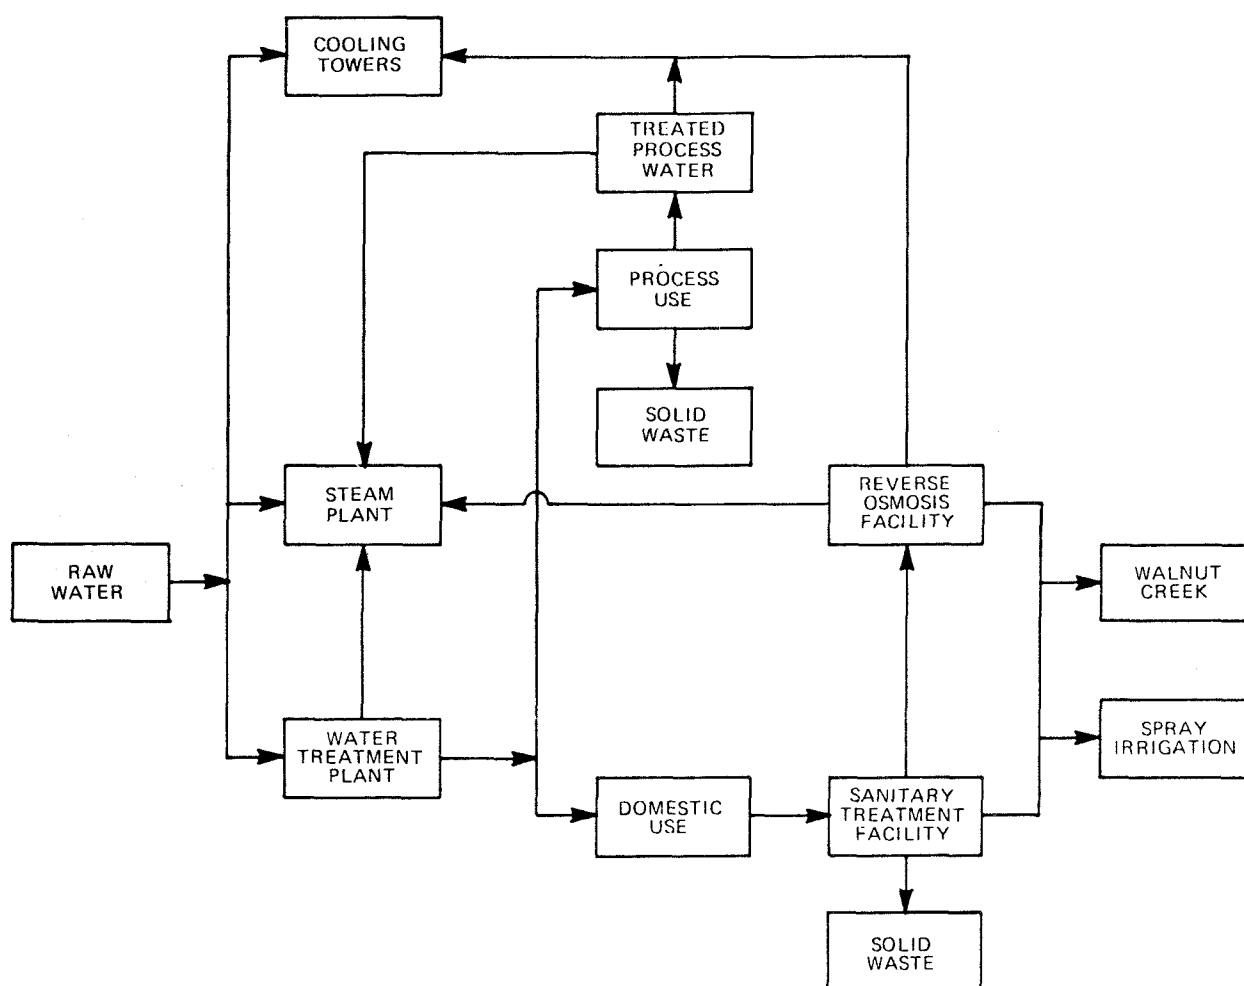 COOLING
TOWERS
TREATED
PROCESS
WATER
PROCESS
USE
SOLID
WASTE
STEAM
PLANT
REVERSE
OSMOSIS
FACILITY
RAW
WATER
WALNUT
CREEK
WATER
TREATMENT
PLANT
SPRAY
IRRIGATION
DOMESTIC
USE
SANITARY
TREATMENT
FACILITY
SOLID
WASTE